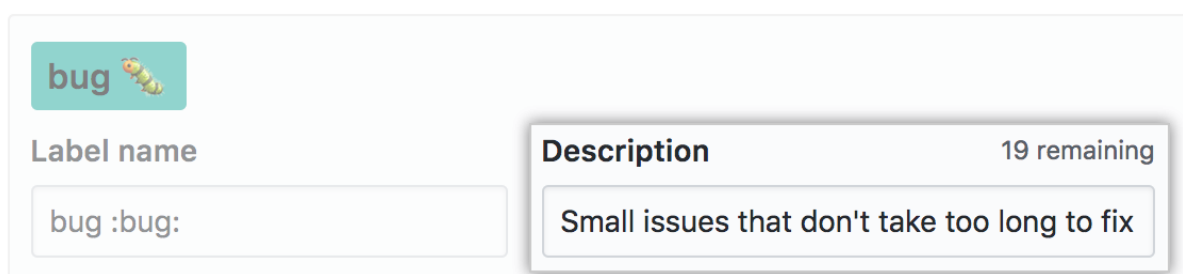 bug 🐛
Label name
bug :bug:
Description 19 remaining
Small issues that don't take too long to fix